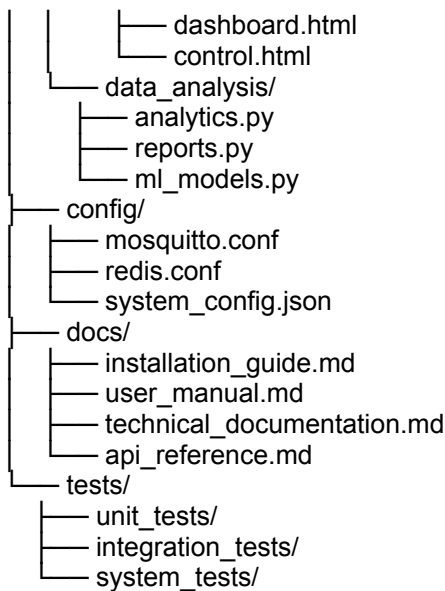 dashboard.html
control.html
data_analysis/
analytics.py
reports.py
ml_models.py
config/
mosquitto.conf
redis.conf
system_config.json
docs/
installation_guide.md
user_manual.md
technical_documentation.md
api_reference.md
tests/
unit_tests/
integration_tests/
system_tests/